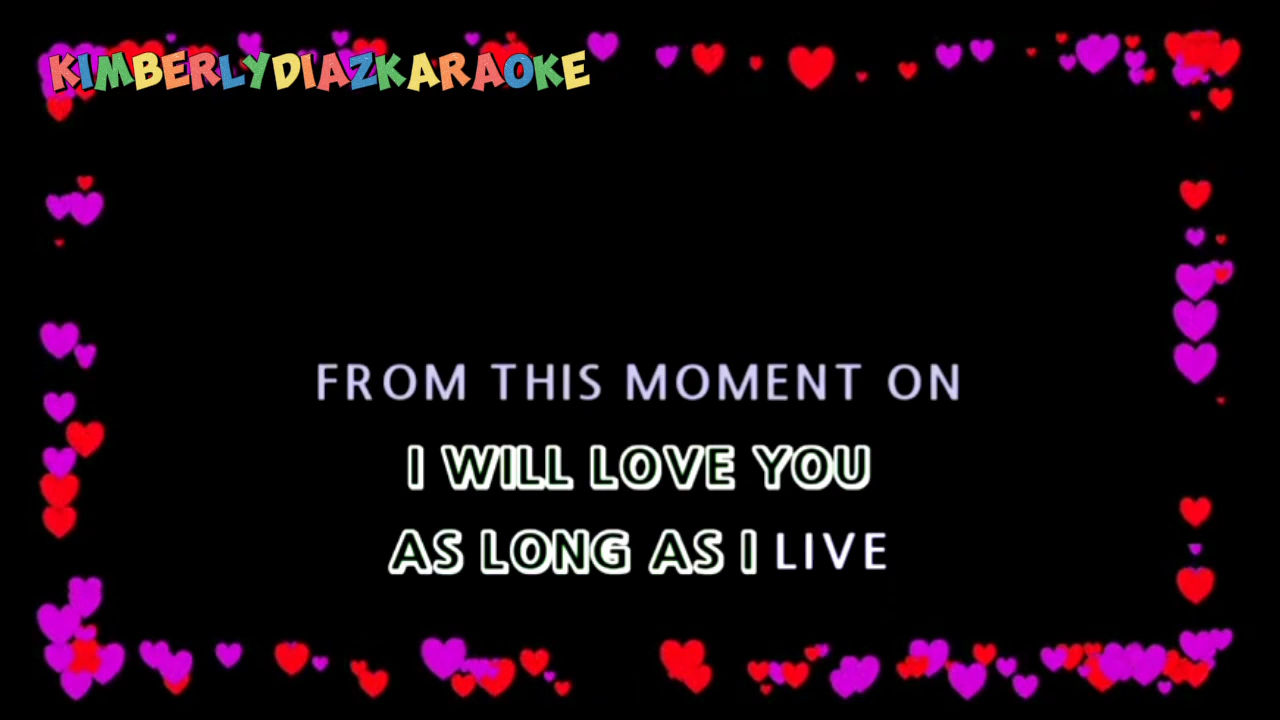 KIMBERLYDIAZKARAOKE
FROM THIS MOMENT ON
I WILL LOVE YOU
AS LONG AS I LIVE